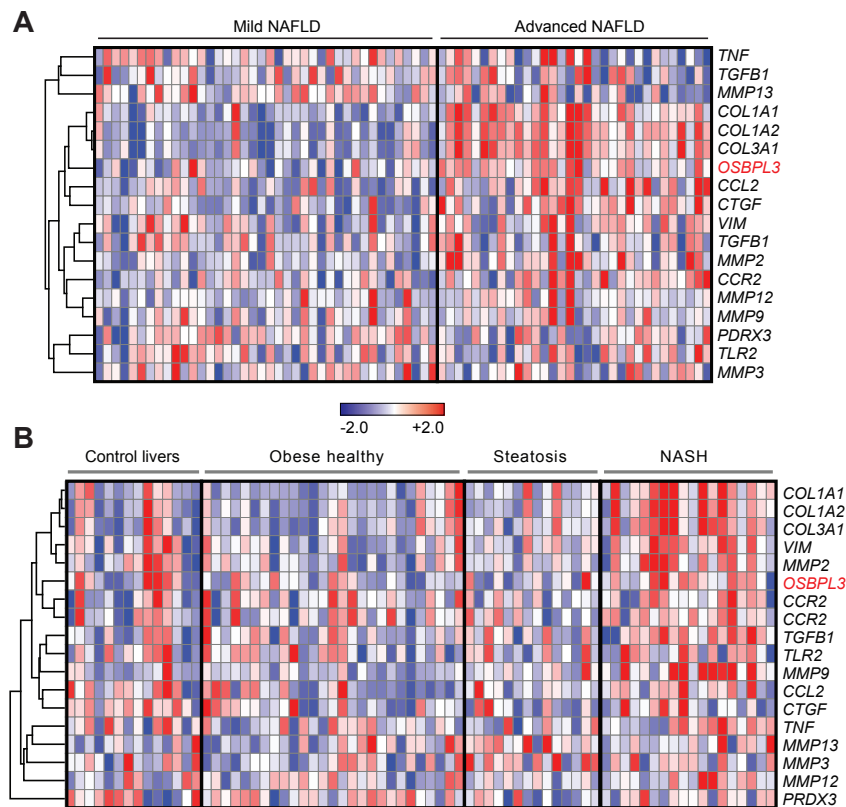 A
Mild NAFLD Advanced NAFLD
TNF
TGFB1
MMP13
COL1A1
COL1A2
COL3A1
OSBPL3
CCL2
CTGF
VIM
TGFB1
MMP2
CCR2
MMP12
MMP9
PDRX3
TLR2
MMP3
-2.0 +2.0
B
Control livers Obese healthy Steatosis NASH
COL1A1
COL1A2
COL3A1
VIM
MMP2
OSBPL3
CCR2
CCR2
TGFB1
TLR2
MMP9
CCL2
CTGF
TNF
MMP13
MMP3
MMP12
PRDX3